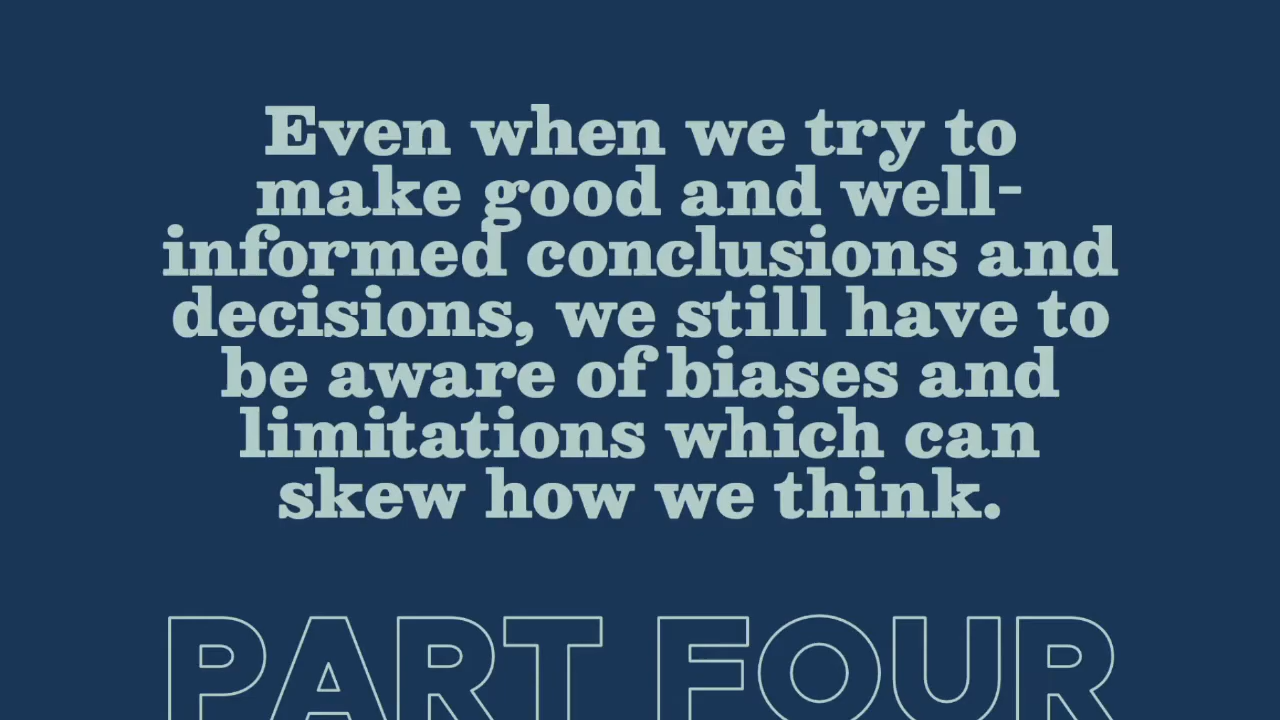 Even when we try to
make good and well-
informed conclusions and
decisions, we still have to
be aware of biases and
limitations which can
skew how we think.
PART FOUR